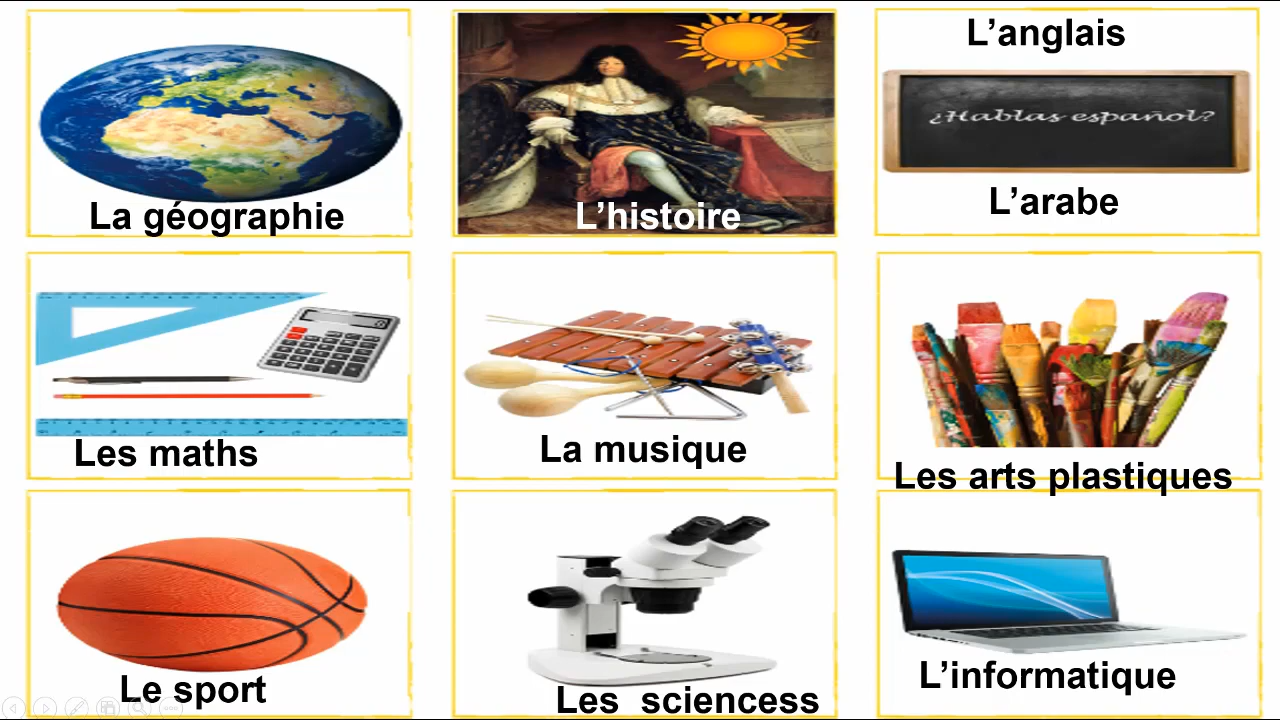 La géographie
L'histoire
L'anglais
¿Hablas español?
L'arabe
Les maths
La musique
Les arts plastiques
Le sport
Les sciencess
L'informatique